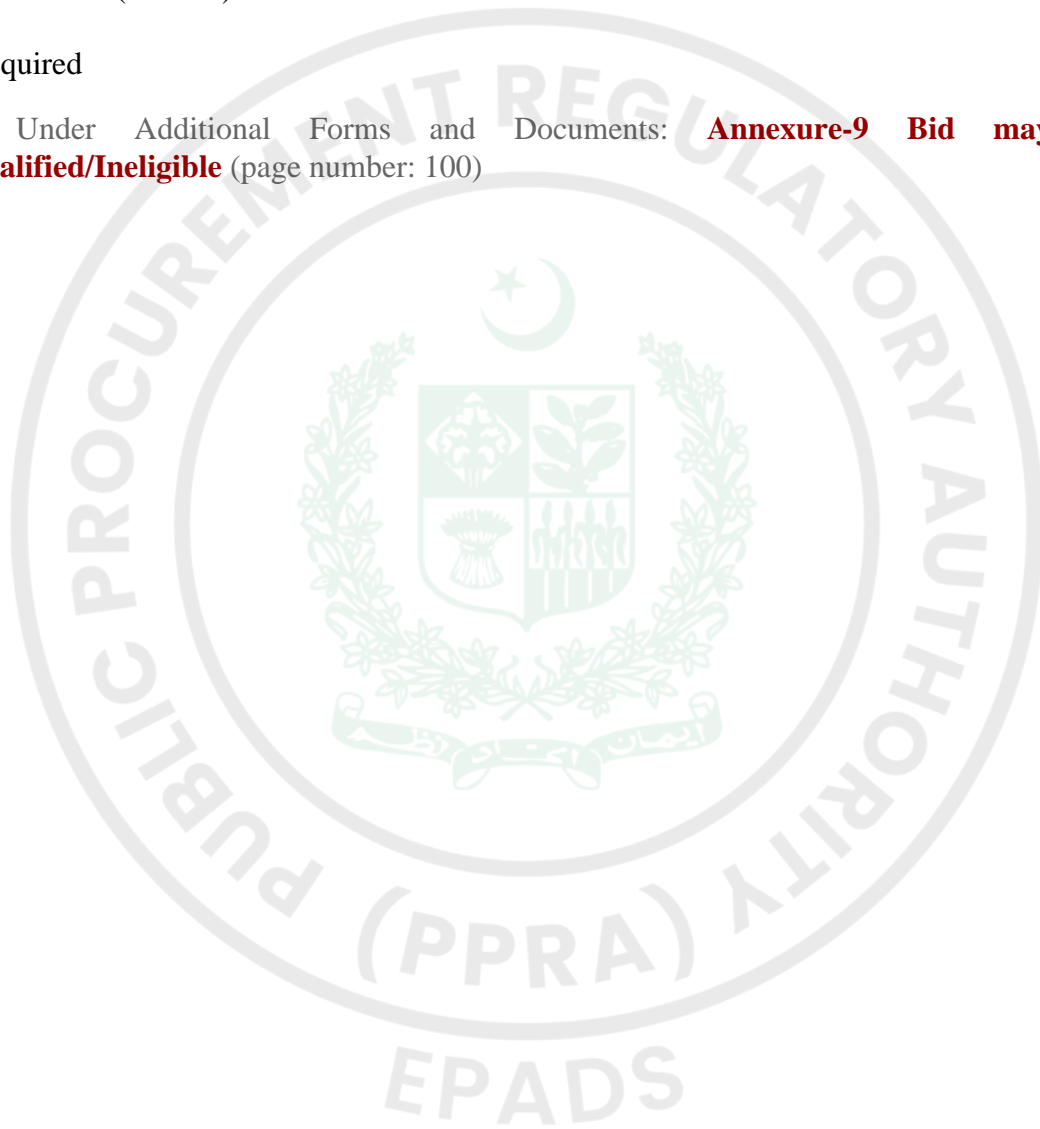 quired
Under Additional Forms and Documents: Annexure-9 Bid may
alified/Ineligible (page number: 100)
PUBLIC PROCUREMENT REGULATORY AUTHORITY
(PPRA)
EPADS